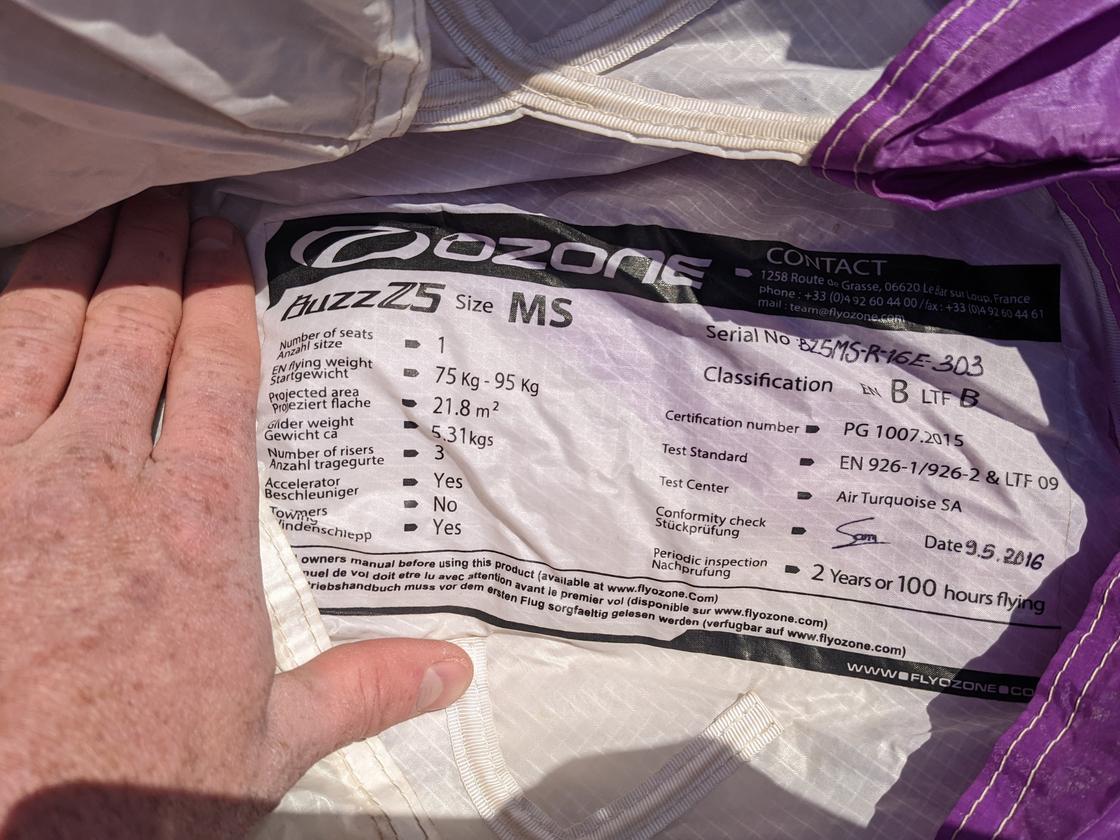 OZONE
CONTACT
1258 Route de Grasse, 06620 Le Bar sur Loup, France
phone : +33 (0)4 92 60 44 00 / fax : +33 (0)4 92 60 44 61
mail : team@flyozone.com
BuzzZ5 Size MS
Serial No BZ5MS-R-16E-303
Classification EN B LTF B
Number of seats
Anzahl sitze
1
EN flying weight
Startgewicht
75 Kg - 95 Kg
Projected area
Projeziert flache
21.8 m²
Glider weight
Gewicht ca
5.31kgs
Number of risers
Anzahl tragegurte
3
Accelerator
Beschleuniger
Yes
Trimmers
No
Towing
Windenschlepp
Yes
Certification number PG 1007.2015
Test Standard EN 926-1/926-2 & LTF 09
Test Center Air Turquoise SA
Conformity check
Stückprüfung
Date 9.5.2016
Periodic inspection
Nachprufung
2 Years or 100 hours flying
owners manual before using this product (available at www.flyozone.Com)
nuel de vol doit etre lu avec attention avant le premier vol (disponible sur www.flyozone.com)
riebshandbuch muss vor dem ersten Flug sorgfaeltig gelesen werden (verfugbar auf www.flyozone.com)
WWW■FLYOZONE■CO